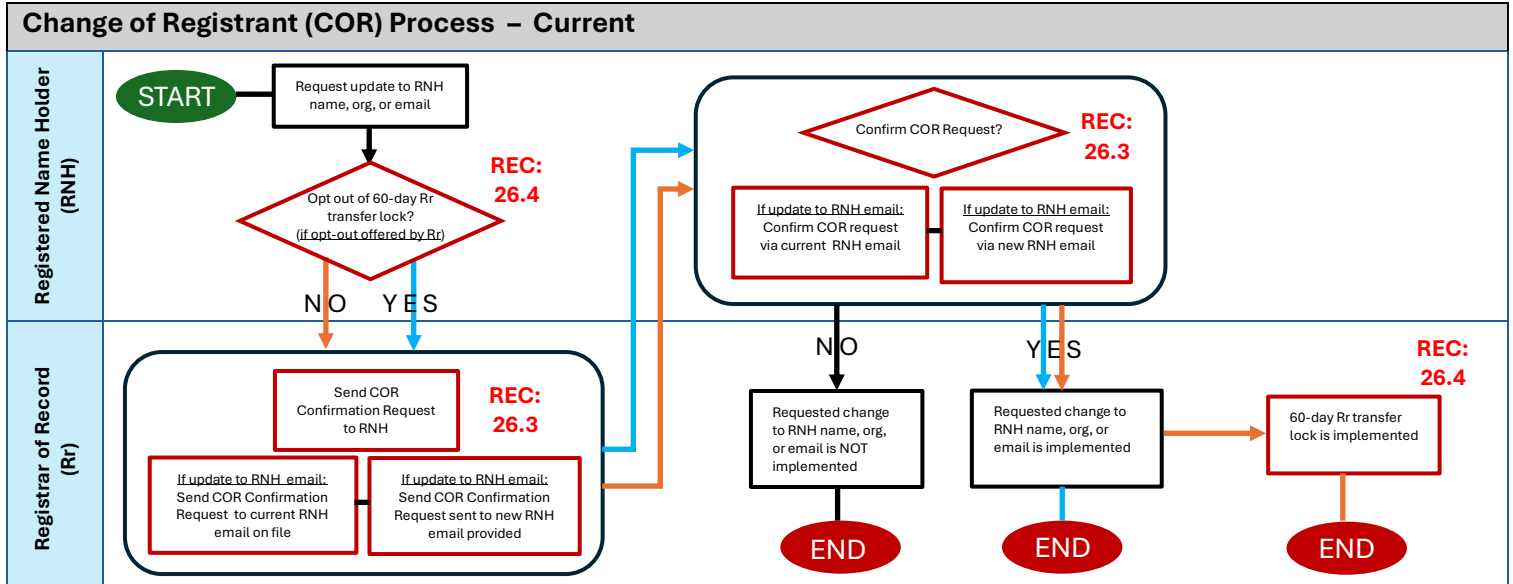 Change of Registrant (COR) Process – Current
Registered Name Holder
(RNH)
START
Request update to RNH
name, org, or email
REC:
26.4
Opt out of 60-day Rr
transfer lock?
(if opt-out offered by Rr)
NO
YES
Confirm COR Request?
REC:
26.3
If update to RNH email:
Confirm COR request
via current RNH email
If update to RNH email:
Confirm COR request
via new RNH email
Registrar of Record
(Rr)
Send COR
Confirmation Request
to RNH
REC:
26.3
If update to RNH email:
Send COR Confirmation
Request to current RNH
email on file
If update to RNH email:
Send COR Confirmation
Request sent to new RNH
email provided
NO
YES
Requested change
to RNH name, org,
or email is NOT
implemented
END
Requested change to
RNH name, org, or
email is implemented
END
REC:
26.4
60-day Rr transfer
lock is implemented
END